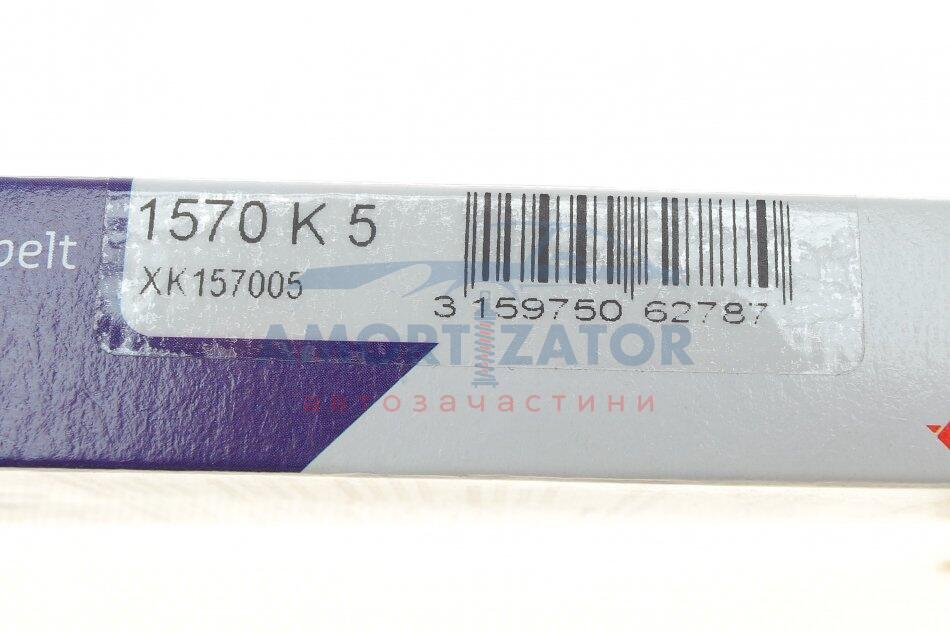 belt
1570 K 5
XK157005
3 159750 62787
AMORTIZATOR
автозачастини